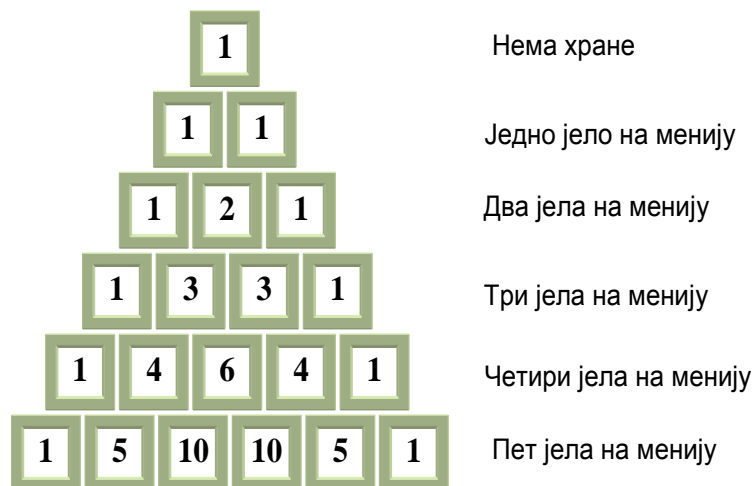 1 Нема хране
1 1 Једно јело на менију
1 2 1 Два јела на менију
1 3 3 1 Три јела на менију
1 4 6 4 1 Четири јела на менију
1 5 10 10 5 1 Пет јела на менију